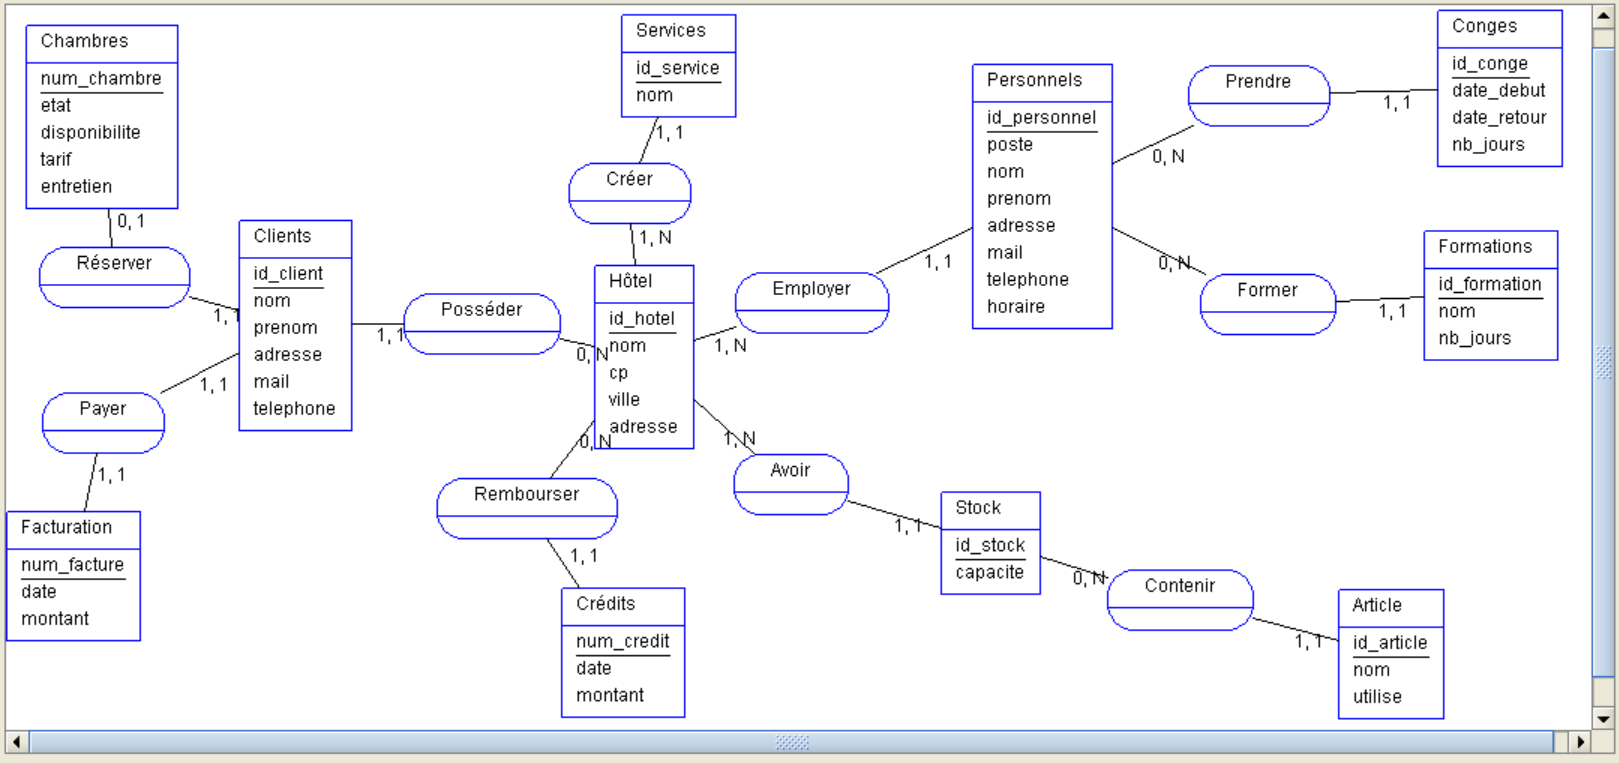 Chambres
num_chambre
etat
disponibilite
tarif
entretien
0, 1
Réserver
1, 1
Clients
id_client
nom
prenom
adresse
mail
telephone
1, 1
Payer
1, 1
Facturation
num_facture
date
montant
1, 1
Posséder
0, N
Services
id_service
nom
1, 1
Créer
1, N
Hôtel
id_hotel
nom
cp
ville
adresse
0, N
Rembourser
1, 1
Crédits
num_credit
date
montant
1, N
Employer
1, 1
Personnels
id_personnel
poste
nom
prenom
adresse
mail
telephone
horaire
0, N
Prendre
1, 1
Conges
id_conge
date_debut
date_retour
nb_jours
0, N
Former
1, 1
Formations
id_formation
nom
nb_jours
1, N
Avoir
1, 1
Stock
id_stock
capacite
0, N
Contenir
1, 1
Article
id_article
nom
utilise